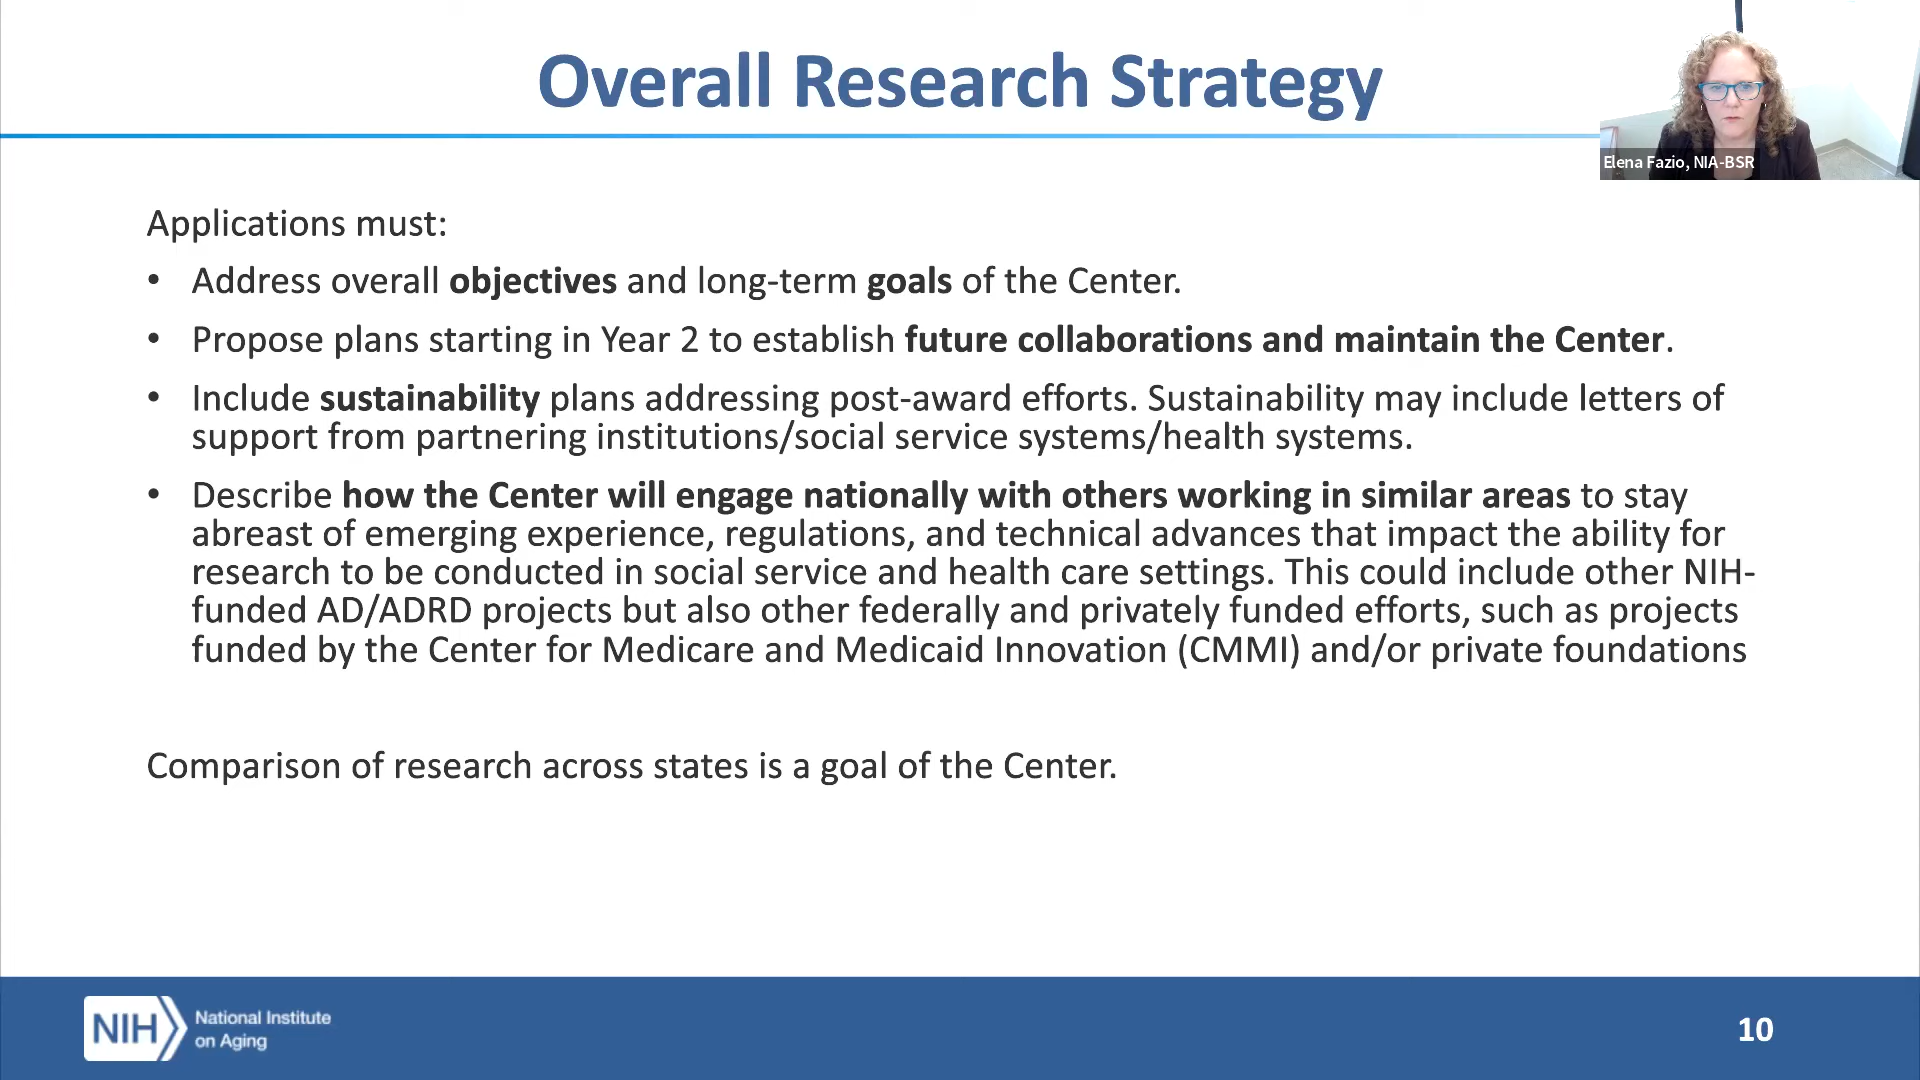 Overall Research Strategy
Elena Fazio, NIA-BSR
Applications must:
• Address overall objectives and long-term goals of the Center.
• Propose plans starting in Year 2 to establish future collaborations and maintain the Center.
• Include sustainability plans addressing post-award efforts. Sustainability may include letters of
support from partnering institutions/social service systems/health systems.
• Describe how the Center will engage nationally with others working in similar areas to stay
abreast of emerging experience, regulations, and technical advances that impact the ability for
research to be conducted in social service and health care settings. This could include other NIH-
funded AD/ADRD projects but also other federally and privately funded efforts, such as projects
funded by the Center for Medicare and Medicaid Innovation (CMMI) and/or private foundations
Comparison of research across states is a goal of the Center.
NIH
National Institute
on Aging
10